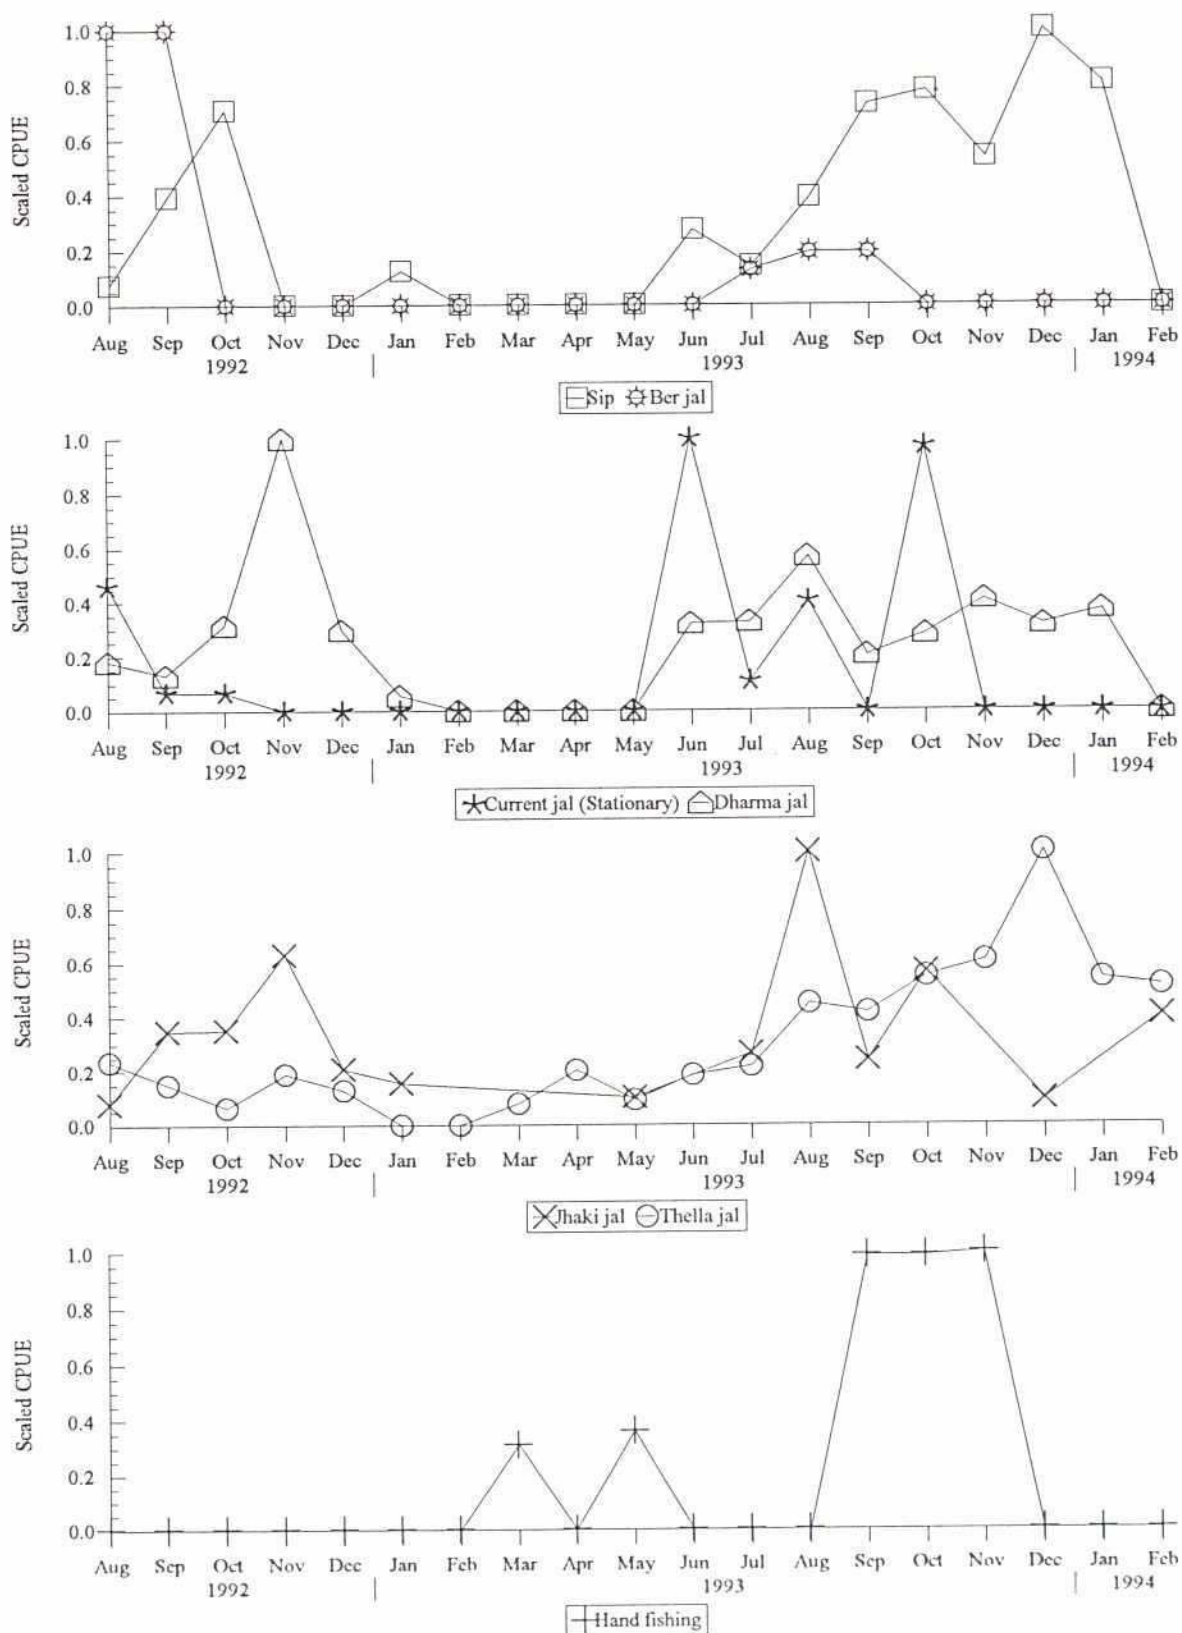 1.0
0.8
0.6
0.4
0.2
0.0
Scaled CPUE
Aug Sep Oct Nov Dec Jan Feb Mar Apr May Jun Jul Aug Sep Oct Nov Dec Jan Feb
1992 1993 1994
Sip Ber jal
1.0
0.8
0.6
0.4
0.2
0.0
Scaled CPUE
Aug Sep Oct Nov Dec Jan Feb Mar Apr May Jun Jul Aug Sep Oct Nov Dec Jan Feb
1992 1993 1994
Current jal (Stationary) Dharma jal
1.0
0.8
0.6
0.4
0.2
0.0
Scaled CPUE
Aug Sep Oct Nov Dec Jan Feb Mar Apr May Jun Jul Aug Sep Oct Nov Dec Jan Feb
1992 1993 1994
Jhaki jal Thella jal
1.0
0.8
0.6
0.4
0.2
0.0
Scaled CPUE
Aug Sep Oct Nov Dec Jan Feb Mar Apr May Jun Jul Aug Sep Oct Nov Dec Jan Feb
1992 1993 1994
Hand fishing